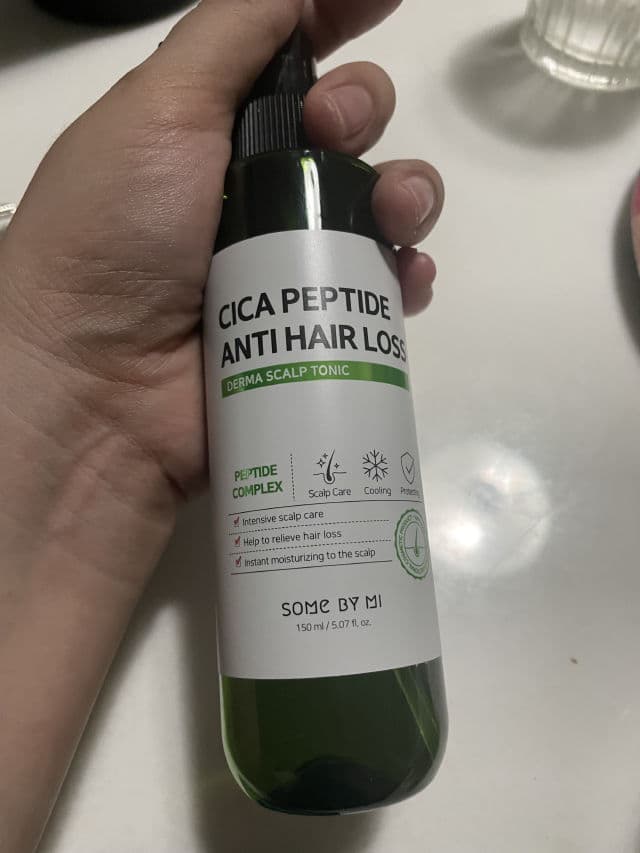 CICA PEPTIDE
ANTI HAIR LOSS
DERMA SCALP TONIC
PEPTIDE
COMPLEX
Scalp Care
Cooling
Protecting
Intensive scalp care
Help to relieve hair loss
Instant moisturizing to the scalp
SOME BY MI
150 ml / 5.07 fl. oz.